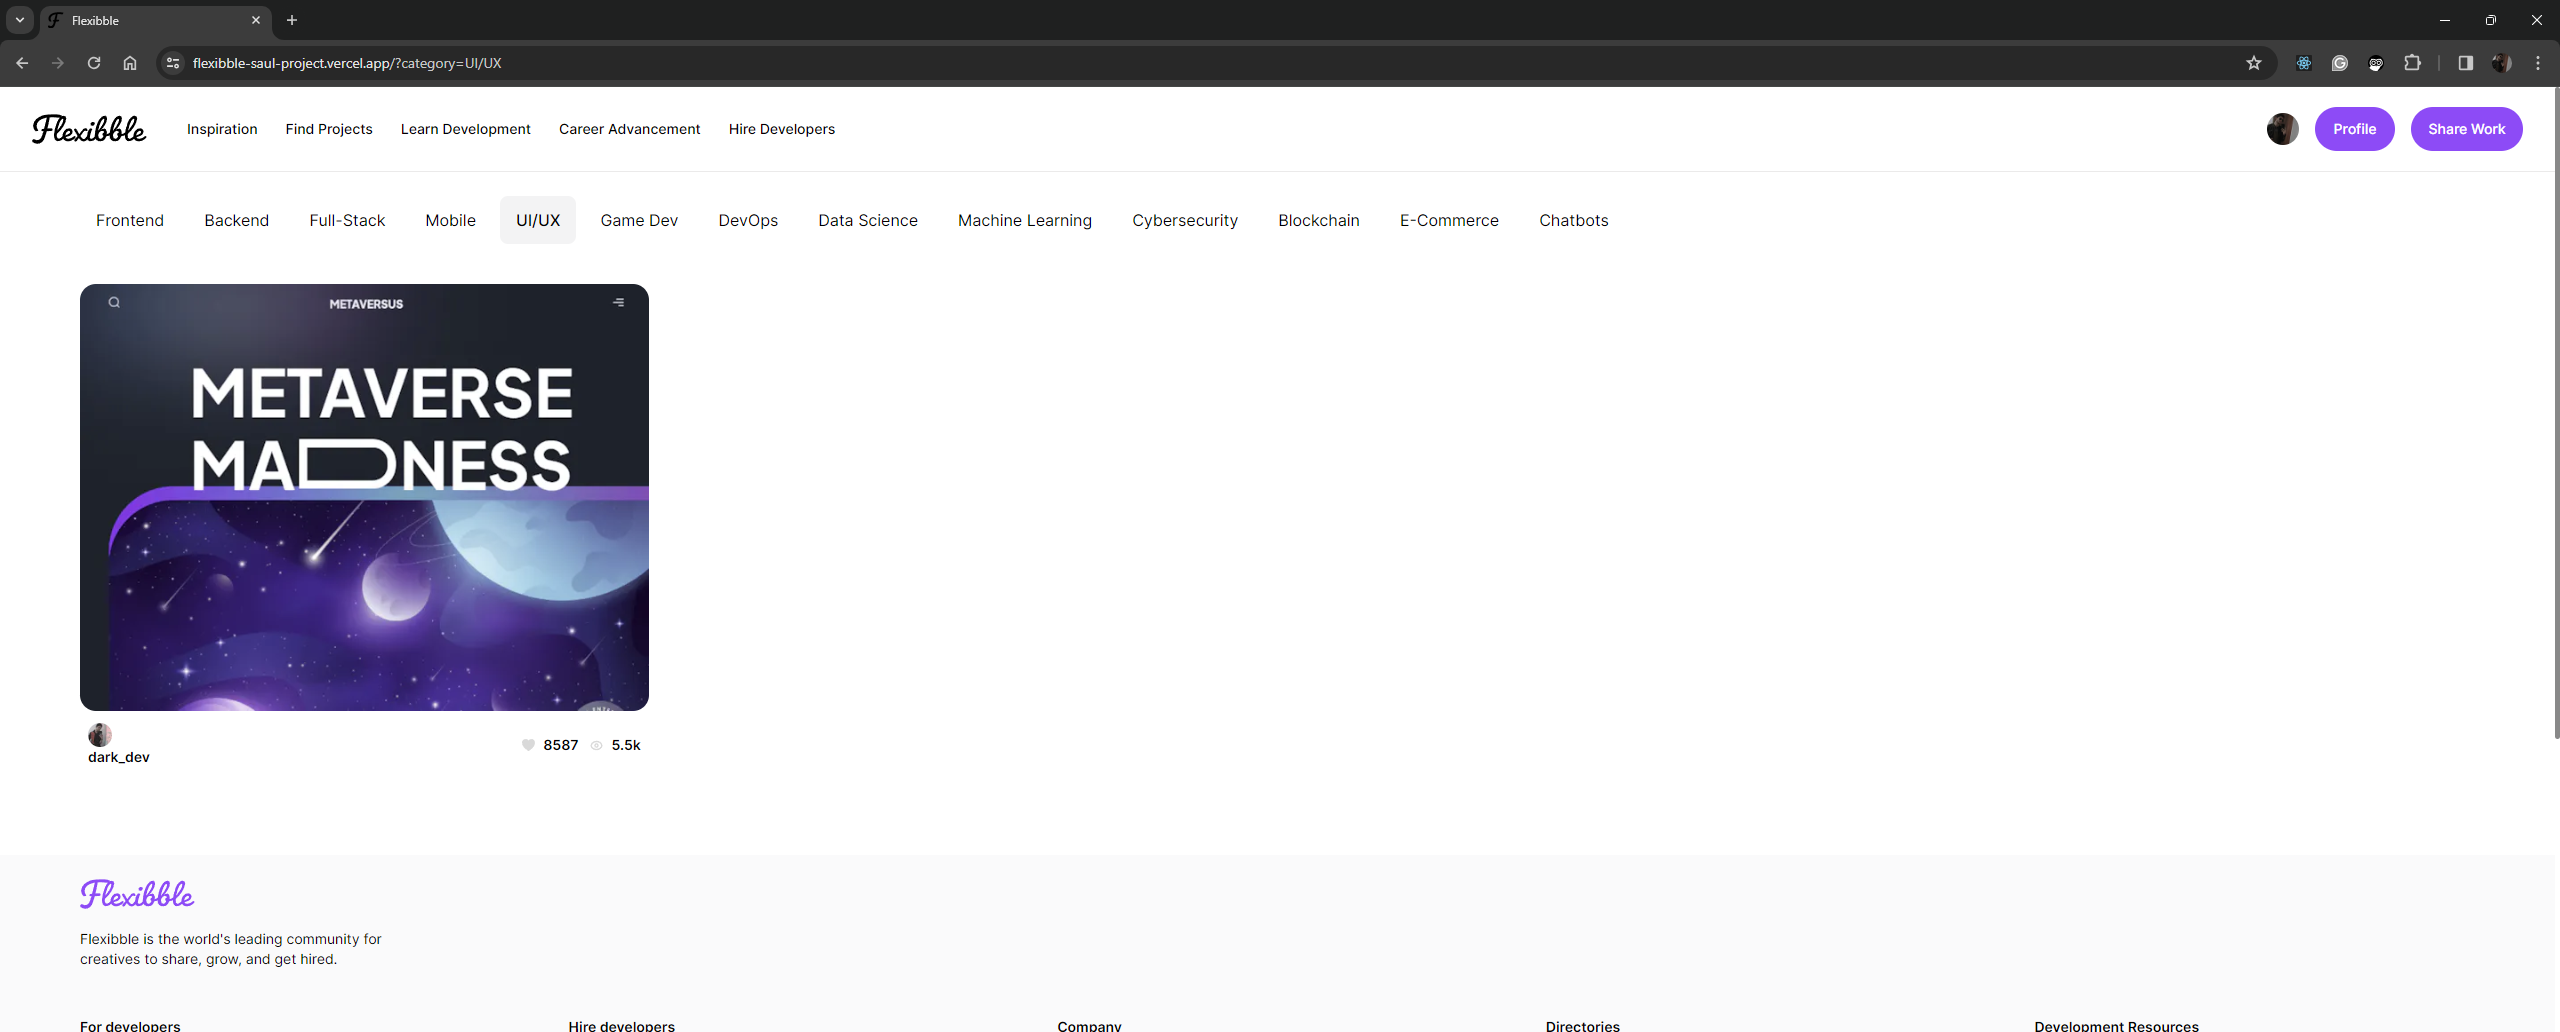 Flexibble
flexibble-saul-project.vercel.app/?category=UI/UX
Flexibble Inspiration Find Projects Learn Development Career Advancement Hire Developers Profile Share Work
Frontend Backend Full-Stack Mobile UI/UX Game Dev DevOps Data Science Machine Learning Cybersecurity Blockchain E-Commerce Chatbots
METAVERSUS
METAVERSE
MADNESS
dark_dev
8587 5.5k
Flexibble
Flexibble is the world's leading community for
creatives to share, grow, and get hired.
For developers Hire developers Company Directories Development Resources